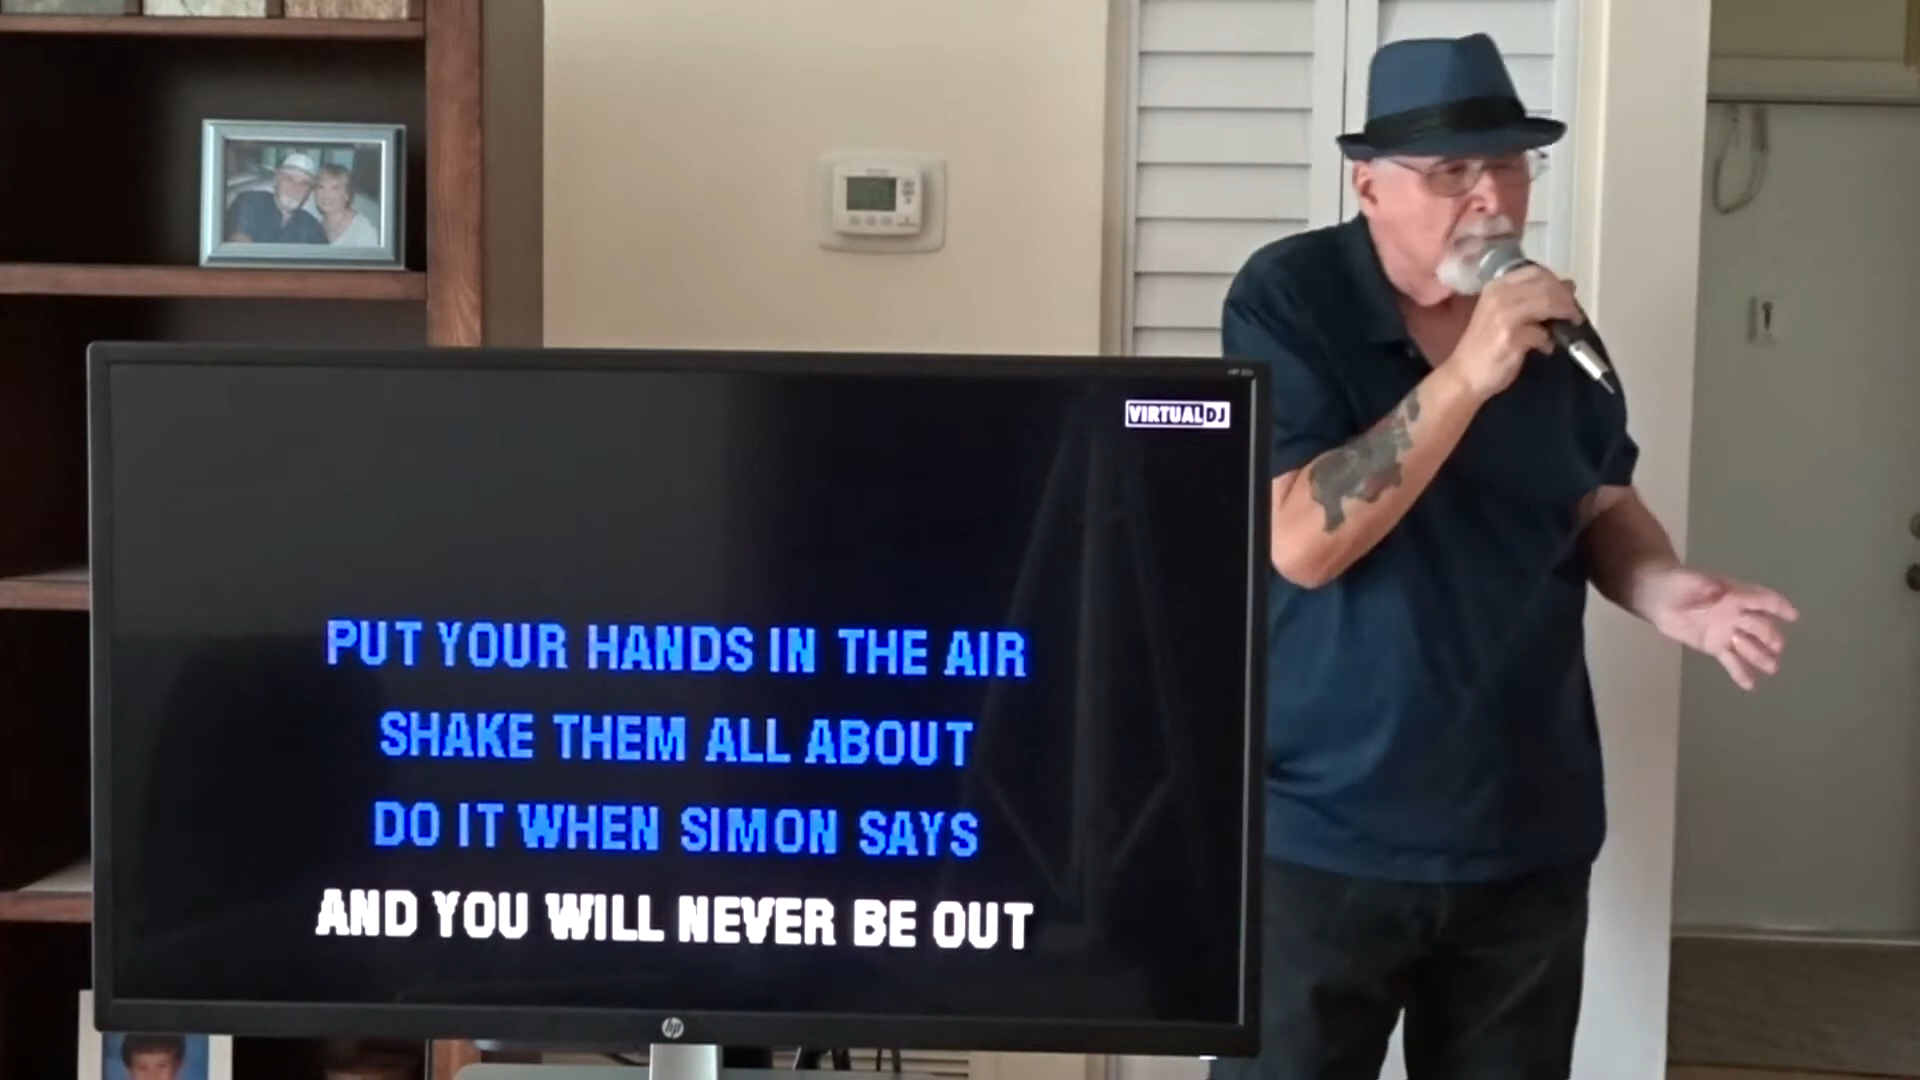 VIRTUALDJ
PUT YOUR HANDS IN THE AIR
SHAKE THEM ALL ABOUT
DO IT WHEN SIMON SAYS
AND YOU WILL NEVER BE OUT
hp